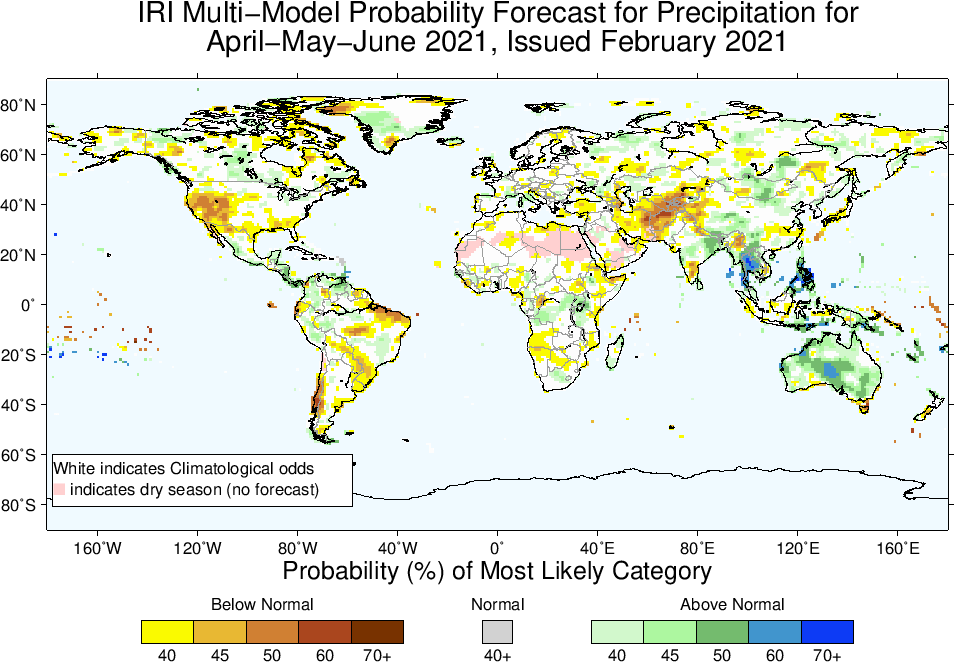 IRI Multi−Model Probability Forecast for Precipitation for
April−May−June 2021, Issued February 2021
80˚N
60˚N
40˚N
20˚N
0˚
20˚S
40˚S
60˚S
80˚S
White indicates Climatological odds
indicates dry season (no forecast)
160˚W 120˚W 80˚W 40˚W 0˚ 40˚E 80˚E 120˚E 160˚E
Probability (%) of Most Likely Category
Below Normal Normal Above Normal
40 45 50 60 70+ 40+ 40 45 50 60 70+